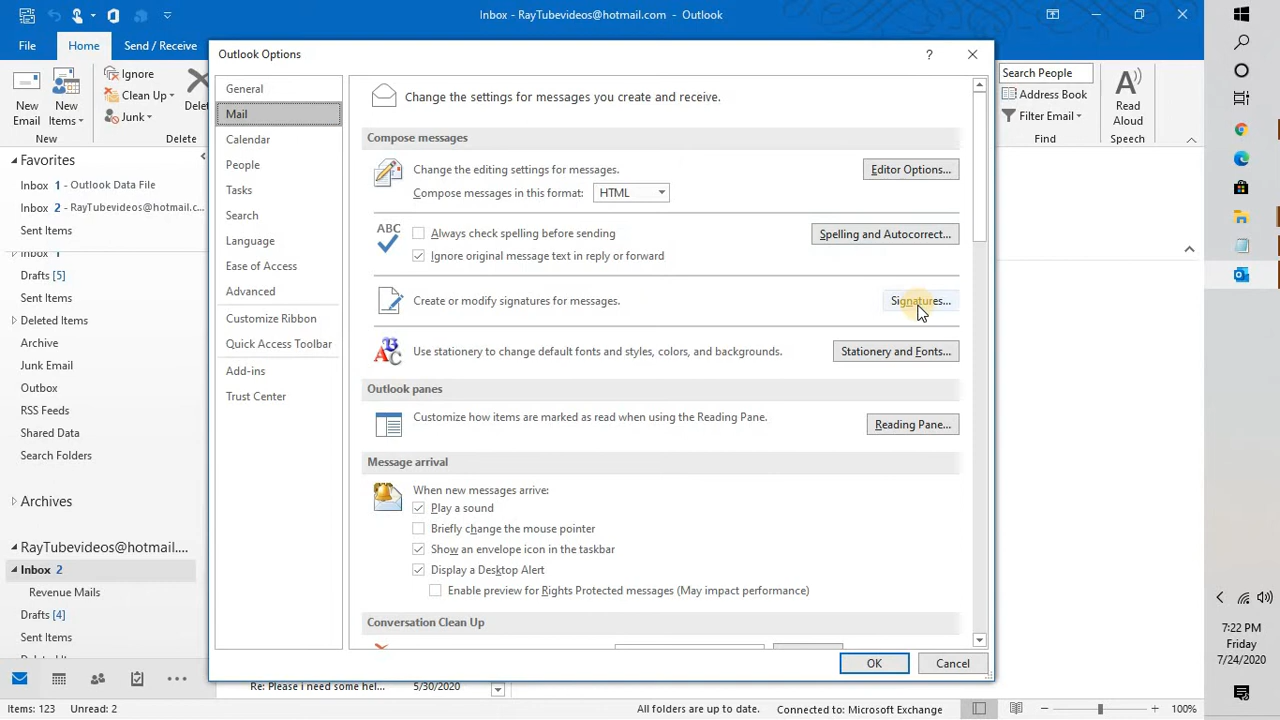 Inbox - RayTubevideos@hotmail.com - Outlook
File
Home
Send / Receive
New Email
New Items
New
Ignore
Clean Up
Junk
Delete
Search People
Address Book
Filter Email
Find
Read Aloud
Speech
Favorites
Inbox 1 - Outlook Data File
Inbox 2 - RayTubevideos@hotmail.c...
Sent Items
Inbox 1
Drafts [5]
Sent Items
Deleted Items
Archive
Junk Email
Outbox
RSS Feeds
Shared Data
Search Folders
Archives
RayTubevideos@hotmail....
Inbox 2
Revenue Mails
Drafts [4]
Sent Items
Outlook Options
?
General
Mail
Calendar
People
Tasks
Search
Language
Ease of Access
Advanced
Customize Ribbon
Quick Access Toolbar
Add-ins
Trust Center
Change the settings for messages you create and receive.
Compose messages
Change the editing settings for messages.
Editor Options...
Compose messages in this format: HTML
ABC
Always check spelling before sending
Spelling and Autocorrect...
Ignore original message text in reply or forward
Create or modify signatures for messages.
Signatures...
Use stationery to change default fonts and styles, colors, and backgrounds.
Stationery and Fonts...
Outlook panes
Customize how items are marked as read when using the Reading Pane.
Reading Pane...
Message arrival
When new messages arrive:
Play a sound
Briefly change the mouse pointer
Show an envelope icon in the taskbar
Display a Desktop Alert
Enable preview for Rights Protected messages (May impact performance)
Conversation Clean Up
OK
Cancel
Re: Please i need some hel...
5/30/2020
Items: 123
Unread: 2
All folders are up to date.
Connected to: Microsoft Exchange
100%
7:22 PM
Friday
7/24/2020